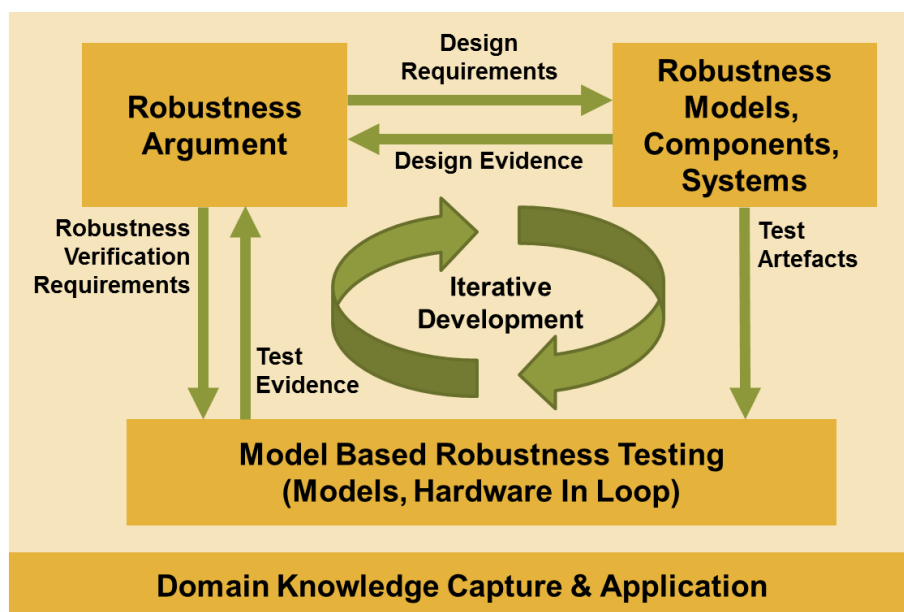 Design
Requirements
Robustness
Argument
Robustness
Models,
Components,
Systems
Design Evidence
Robustness
Verification
Requirements
Test
Artefacts
Iterative
Development
Test
Evidence
Model Based Robustness Testing
(Models, Hardware In Loop)
Domain Knowledge Capture & Application